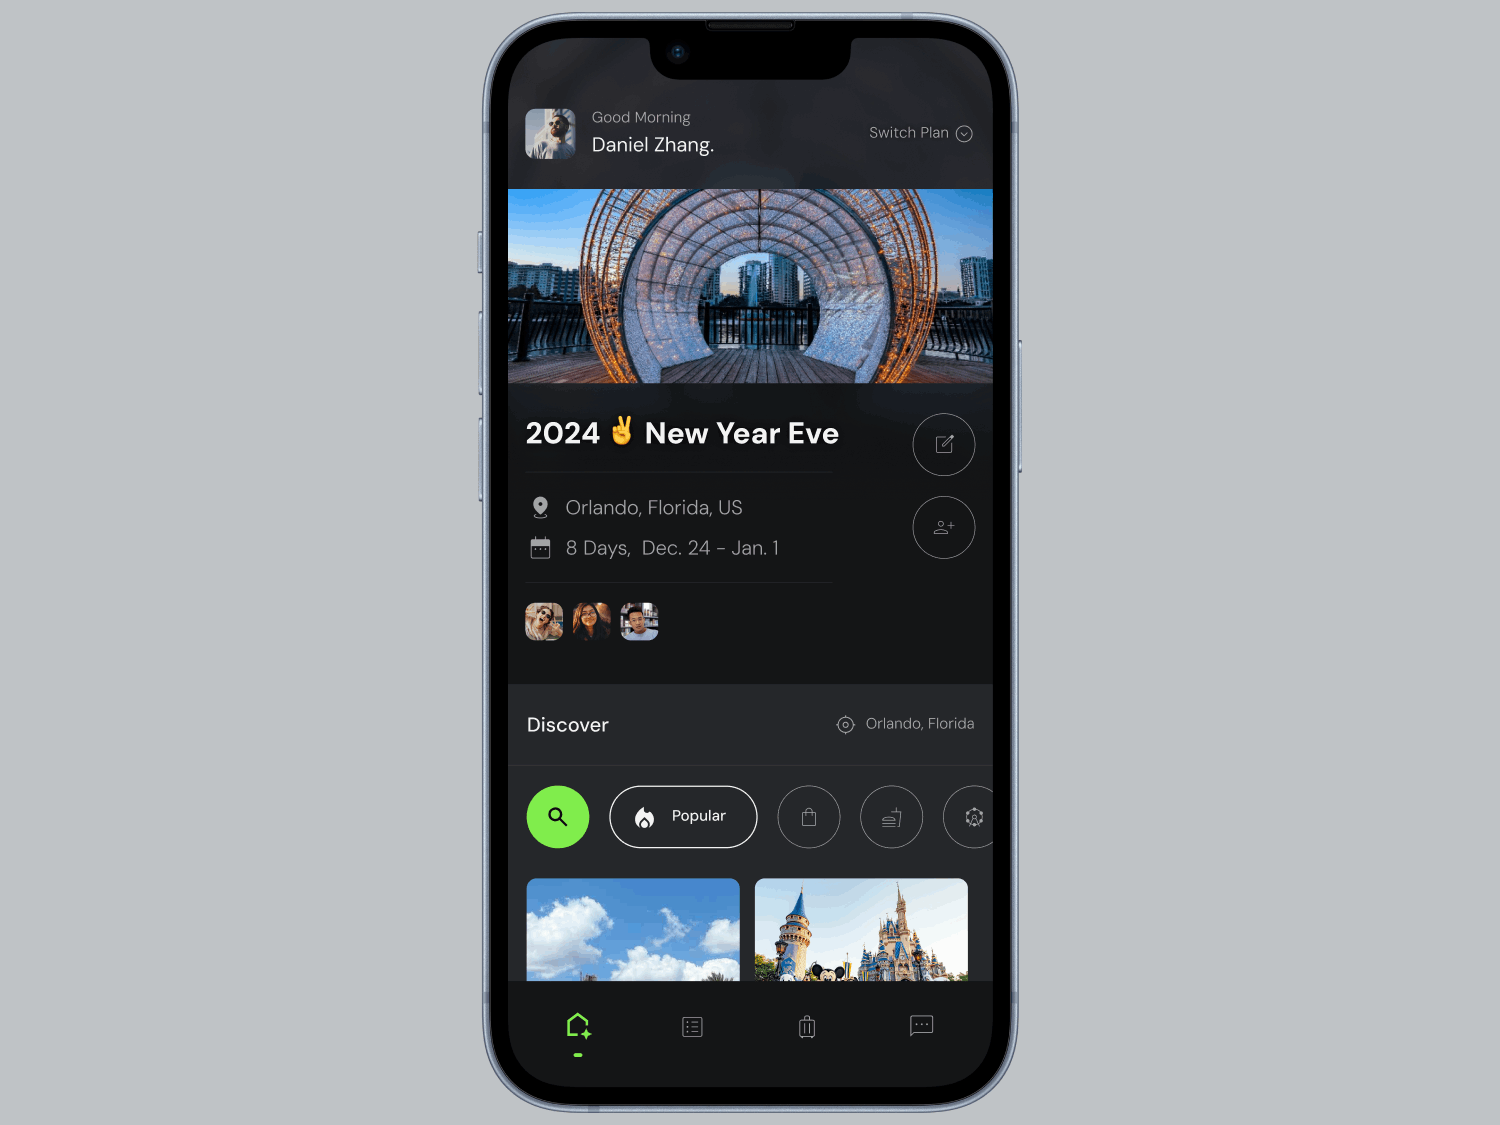 Good Morning
Daniel Zhang.
Switch Plan
2024 ✌️ New Year Eve
Orlando, Florida, US
8 Days, Dec. 24 - Jan. 1
Discover
Orlando, Florida
Popular